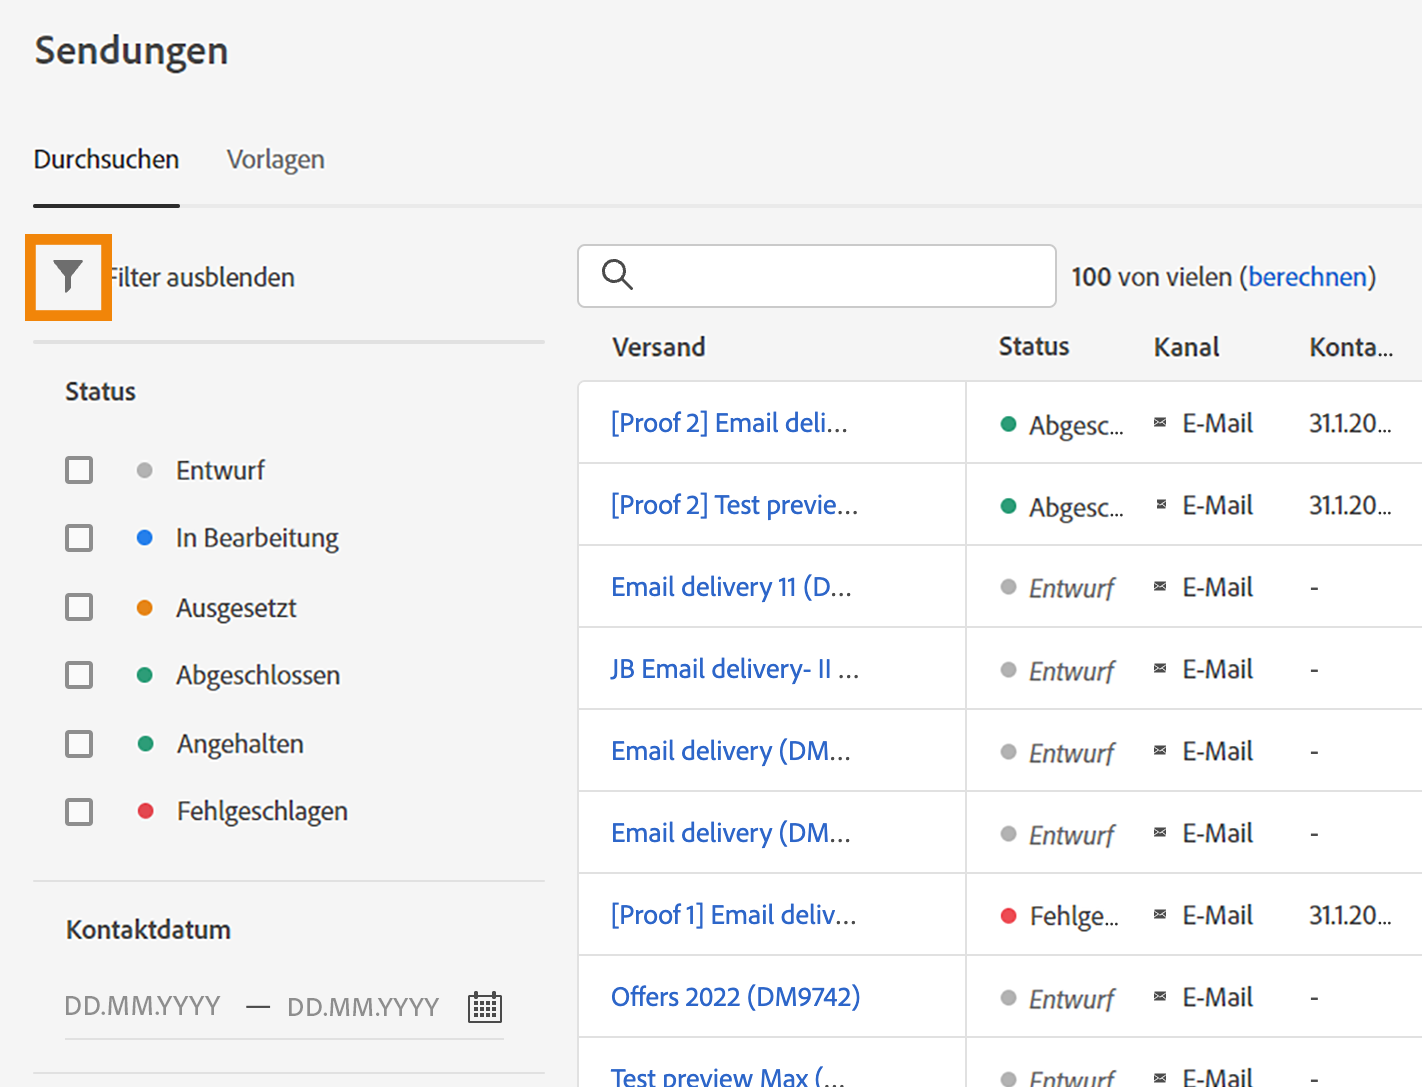 Sendungen
Durchsuchen Vorlagen
Filter ausblenden
100 von vielen (berechnen)
Status
Entwurf
In Bearbeitung
Ausgesetzt
Abgeschlossen
Angehalten
Fehlgeschlagen
Kontaktdatum
DD.MM.YYYY — DD.MM.YYYY
Versand Status Kanal Konta...
[Proof 2] Email deli... Abgesc... E-Mail 31.1.20...
[Proof 2] Test previe... Abgesc... E-Mail 31.1.20...
Email delivery 11 (D... Entwurf E-Mail -
JB Email delivery- II ... Entwurf E-Mail -
Email delivery (DM... Entwurf E-Mail -
Email delivery (DM... Entwurf E-Mail -
[Proof 1] Email deliv... Fehlge... E-Mail 31.1.20...
Offers 2022 (DM9742) Entwurf E-Mail -
Test preview Max (... Entwurf E-Mail -